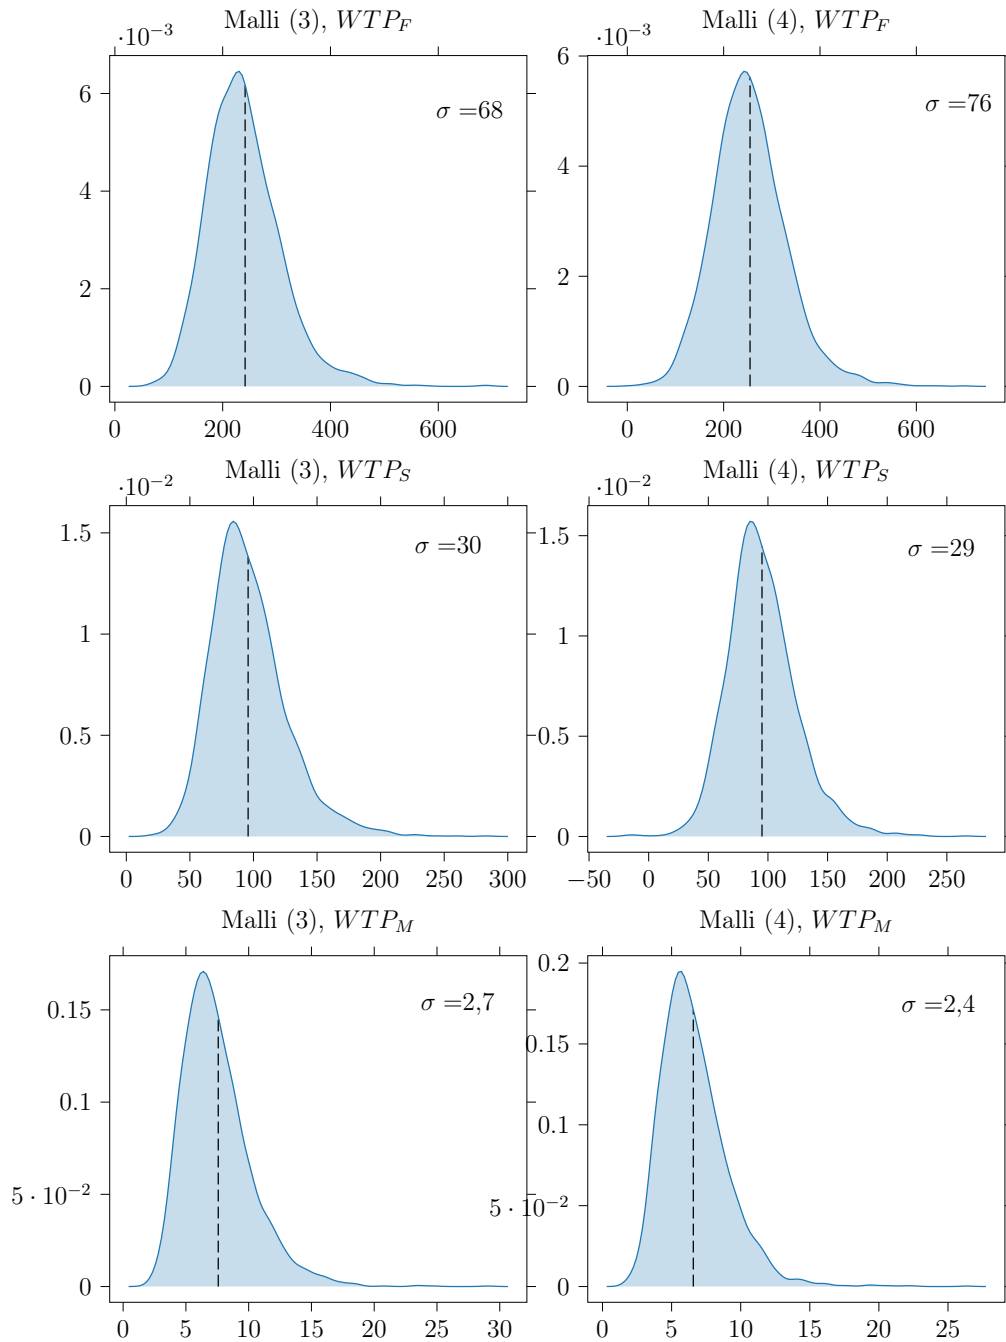 Malli (3), WTP_F
·10⁻³
σ =68
6
4
2
0
0 200 400 600
Malli (4), WTP_F
·10⁻³
σ =76
6
4
2
0
0 200 400 600
Malli (3), WTP_S
·10⁻²
σ =30
1.5
1
0.5
0
0 50 100 150 200 250 300
Malli (4), WTP_S
·10⁻²
σ =29
1.5
1
0.5
0
−50 0 50 100 150 200 250
Malli (3), WTP_M
σ =2,7
0.15
0.1
5 · 10⁻²
0
0 5 10 15 20 25 30
Malli (4), WTP_M
σ =2,4
0.2
0.15
0.1
5 · 10⁻²
0
0 5 10 15 20 25